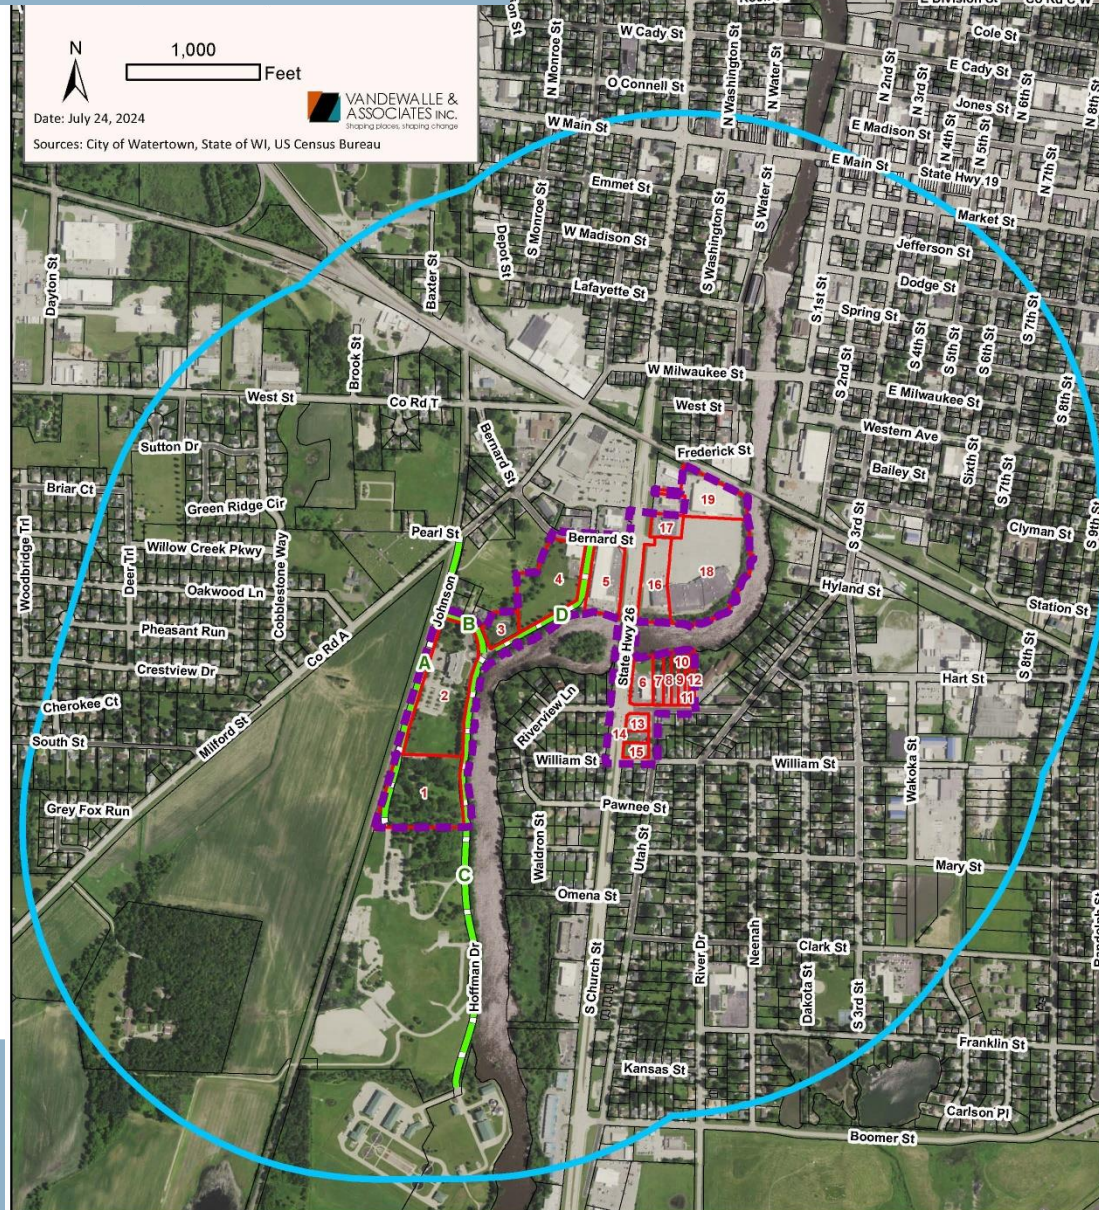 N
1,000
Feet
VANDEWALLE &
ASSOCIATES INC.
Shaping places, shaping change
Date: July 24, 2024
Sources: City of Watertown, State of WI, US Census Bureau
E Division St
Co Rd C W
W Cady St
Cole St
N Monroe St
N Washington St
N Water St
N 2nd St
N 3rd St
E Cady St
N 6th St
N 8th St
O Connell St
Jones St
W Main St
E Madison St
N 4th St
N 5th St
E Main St
N 7th St
State Hwy 19
Emmet St
S Monroe St
S Washington St
S Water St
Market St
Depot St
W Madison St
Jefferson St
Dayton St
Baxter St
Lafayette St
S 1st St
Dodge St
Spring St
S 7th St
S 4th St
S 5th St
S 6th St
Brook St
W Milwaukee St
S 2nd St
West St
Co Rd T
West St
E Milwaukee St
S 8th St
Sutton Dr
Bernard St
Frederick St
Western Ave
Bailey St
Sixth St
S 7th St
Briar Ct
Green Ridge Cir
19
S 3rd St
S 9th St
Woodbridge Trl
Deer Trl
Willow Creek Pkwy
Cobblestone Way
Pearl St
Bernard St
17
Clyman St
Oakwood Ln
Johnson
4
5
16
18
Hyland St
Station St
Pheasant Run
Co Rd A
B
3
D
State Hwy 26
S 8th St
Crestview Dr
A
2
10
6
7
8
9
12
11
Hart St
Cherokee Ct
Milford St
Riverview Ln
13
14
15
South St
William St
William St
Wakoka St
Grey Fox Run
1
Pawnee St
Waldron St
Utah St
C
Mary St
Omena St
Hoffman Dr
S Church St
River Dr
Neenah
Clark St
Dakota St
S 3rd St
Franklin St
Kansas St
Carlson Pl
Boomer St